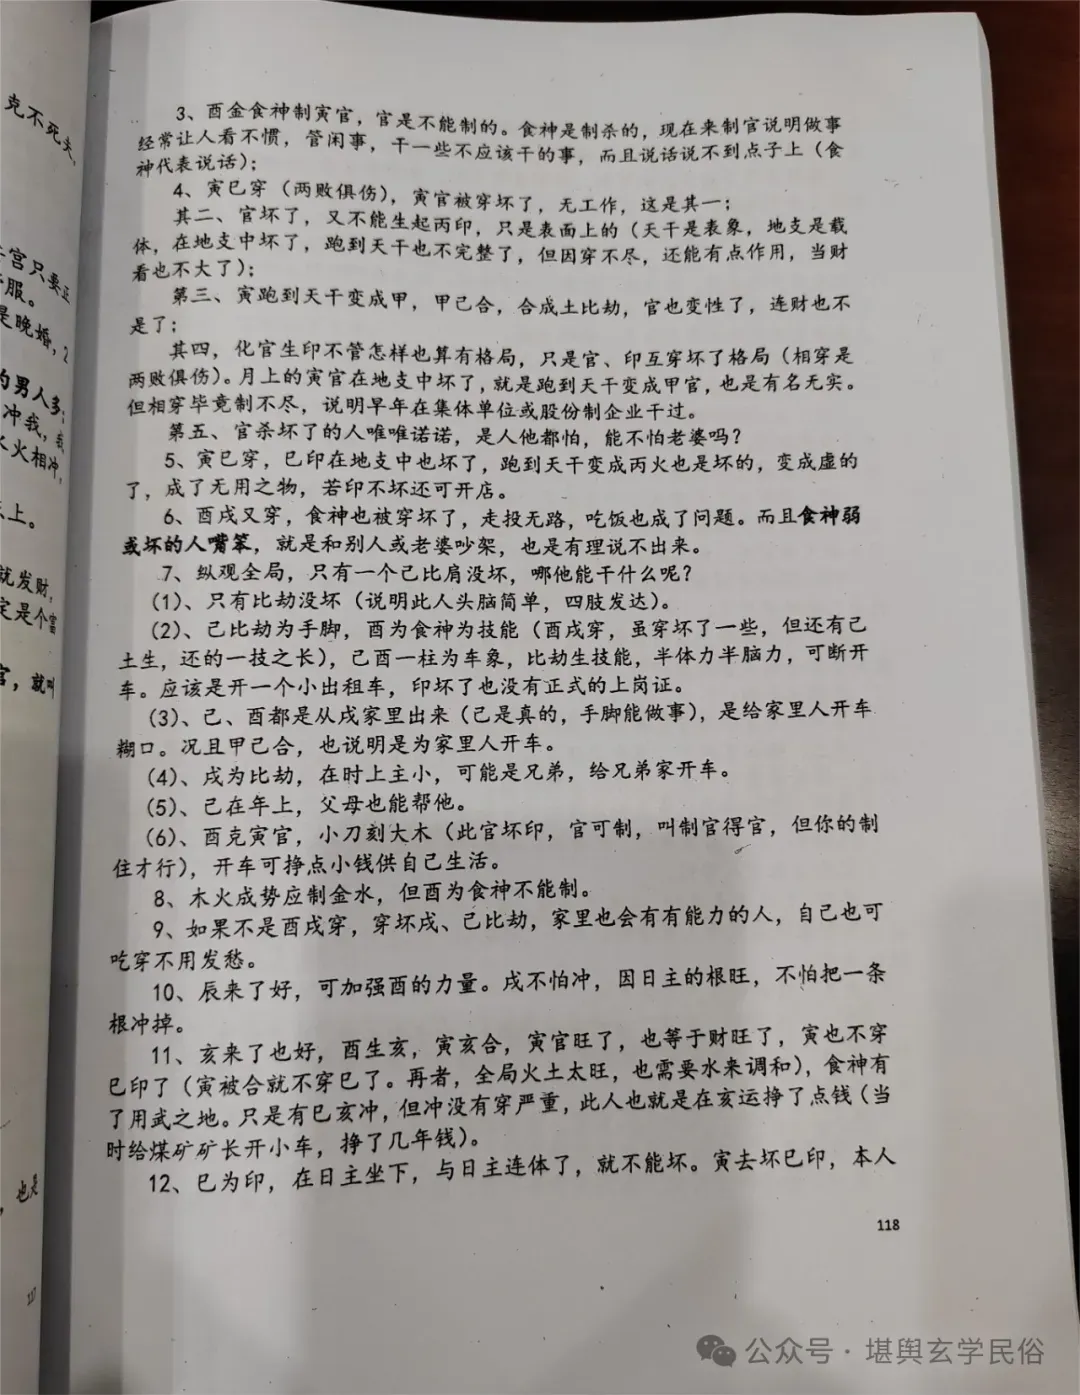 克不死夫,
宫只要正
服。
是晚婚，2
的男人多；
冲我，我
水火相冲，
上。
就发财，
定是个富
宫，就叫
，也是
117
3、酉金食神制寅官，官是不能制的。食神是制杀的，现在来制官说明做事
经常让人看不惯，管闲事，干一些不应该干的事，而且说话说不到点子上（食
神代表说话）；
4、寅巳穿（两败俱伤），寅官被穿坏了，无工作，这是其一；
其二、官坏了，又不能生起丙印，只是表面上的（天干是表象，地支是载
体，在地支中坏了，跑到天干也不完整了，但因穿不尽，还能有点作用，当财
看也不大了）；
第三、寅跑到天干变成甲，甲己合，合成土比劫，官也变性了，连财也不
是了；
其四，化官生印不管怎样也算有格局，只是官、印互穿坏了格局（相穿是
两败俱伤）。月上的寅官在地支中坏了，就是跑到天干变成甲官，也是有名无实。
但相穿毕竟制不尽，说明早年在集体单位或股份制企业干过。
第五、官杀坏了的人唯唯诺诺，是人他都怕，能不怕老婆吗？
5、寅巳穿，巳印在地支中也坏了，跑到天干变成丙火也是坏的，变成虚的
了，成了无用之物，若印不坏还可开店。
6、酉戌又穿，食神也被穿坏了，走投无路，吃饭也成了问题。而且食神弱
或坏的人嘴笨，就是和别人或老婆吵架，也是有理说不出来。
7、纵观全局，只有一个己比肩没坏，哪他能干什么呢？
（1）、只有比劫没坏（说明此人头脑简单，四肢发达）。
（2）、己比劫为手脚，酉为食神为技能（酉戌穿，虽穿坏了一些，但还有己
土生，还的一技之长），己酉一柱为车象，比劫生技能，半体力半脑力，可断开
车。应该是开一个小出租车，印坏了也没有正式的上岗证。
（3）、己、酉都是从戌家里出来（己是真的，手脚能做事），是给家里人开车
糊口。况且甲己合，也说明是为家里人开车。
（4）、戌为比劫，在时上主小，可能是兄弟，给兄弟家开车。
（5）、己在年上，父母也能帮他。
（6）、酉克寅官，小刀刻大木（此官坏印，官可制，叫制官得官，但你的制
住才行），开车可挣点小钱供自己生活。
8、木火成势应制金水，但酉为食神不能制。
9、如果不是酉戌穿，穿坏戌、己比劫，家里也会有有能力的人，自己也可
吃穿不用发愁。
10、辰来了好，可加强酉的力量。戌不怕冲，因日主的根旺，不怕把一条
根冲掉。
11、亥来了也好，酉生亥，寅亥合，寅官旺了，也等于财旺了，寅也不穿
巳印了（寅被合就不穿巳了。再者，全局火土太旺，也需要水来调和），食神有
了用武之地。只是有巳亥冲，但冲没有穿严重，此人也就是在亥运挣了点钱（当
时给煤矿矿长开小车，挣了几年钱）。
12、巳为印，在日主坐下，与日主连体了，就不能坏。寅去坏巳印，本人
118
公众号·堪舆玄学民俗